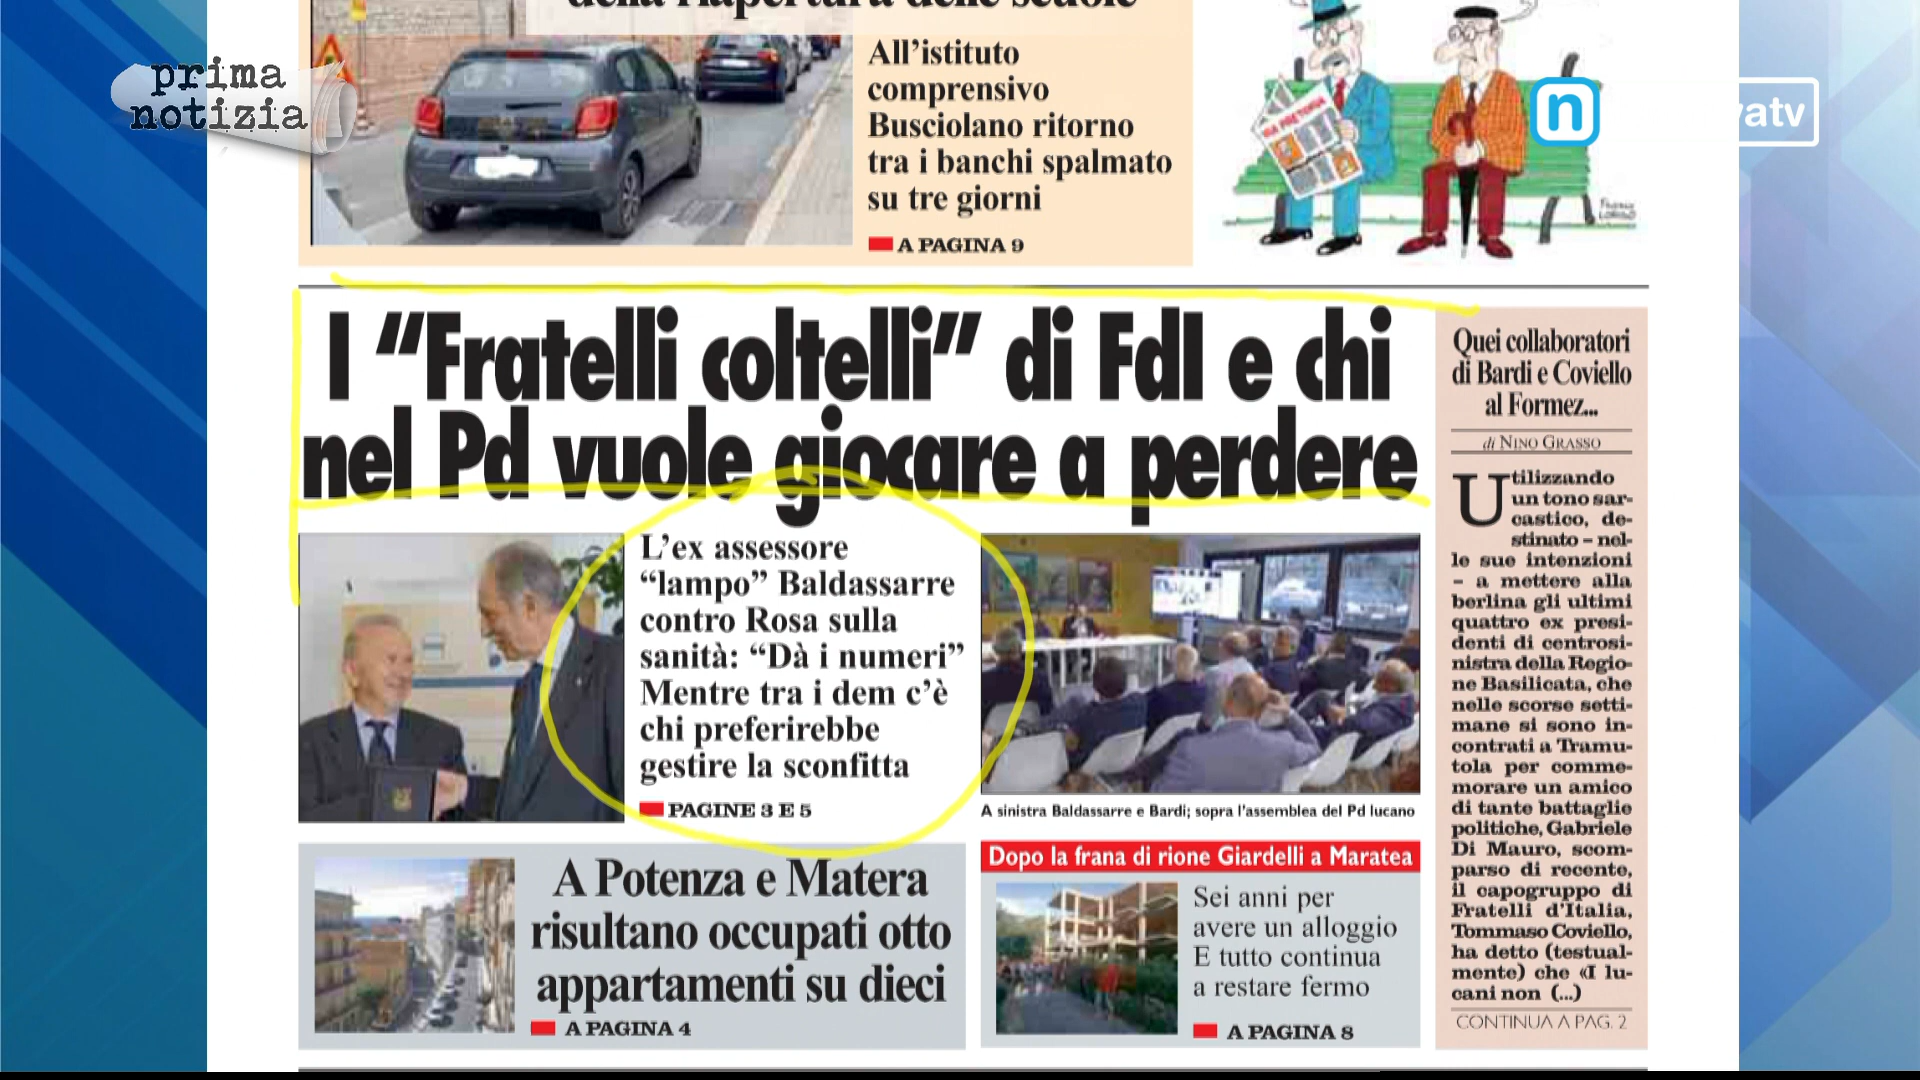 della riapertura delle scuole
prima
notizia
All'istituto
comprensivo
Busciolano ritorno
tra i banchi spalmato
su tre giorni
A PAGINA 9
n
vatv
I “Fratelli coltelli” di FdI e chi
nel Pd vuole giocare a perdere
L'ex assessore
“lampo” Baldassarre
contro Rosa sulla
sanità: “Dà i numeri”
Mentre tra i dem c'è
chi preferirebbe
gestire la sconfitta
PAGINE 3 E 5
A sinistra Baldassarre e Bardi; sopra l'assemblea del Pd lucano
A Potenza e Matera
risultano occupati otto
appartamenti su dieci
A PAGINA 4
Dopo la frana di rione Giardelli a Maratea
Sei anni per
avere un alloggio
E tutto continua
a restare fermo
A PAGINA 8
Quei collaboratori
di Bardi e Coviello
al Formez...
di NINO GRASSO
Utilizzando
un tono sar-
castico, de-
stinato – nel-
le sue intenzioni
– a mettere alla
berlina gli ultimi
quattro ex presi-
denti di centrosi-
nistra della Regio-
ne Basilicata, che
nelle scorse setti-
mane si sono in-
contrati a Tramu-
tola per comme-
morare un amico
di tante battaglie
politiche, Gabriele
Di Mauro, scom-
parso di recente,
il capogruppo di
Fratelli d'Italia,
Tommaso Coviello,
ha detto (testual-
mente) che «I lu-
cani non (...)
CONTINUA A PAG. 2